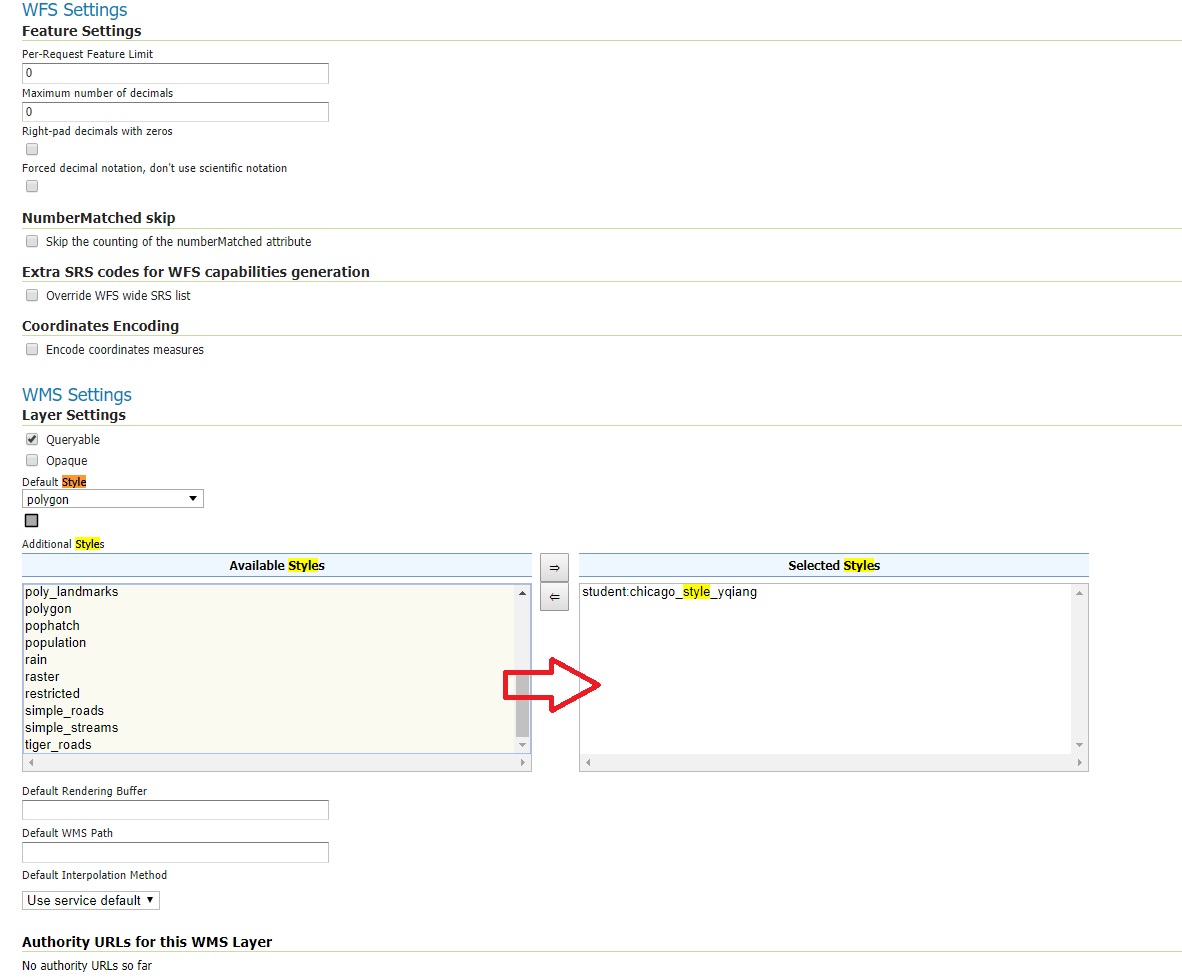 WFS Settings
Feature Settings
Per-Request Feature Limit
0
Maximum number of decimals
0
Right-pad decimals with zeros
Forced decimal notation, don't use scientific notation
NumberMatched skip
Skip the counting of the numberMatched attribute
Extra SRS codes for WFS capabilities generation
Override WFS wide SRS list
Coordinates Encoding
Encode coordinates measures
WMS Settings
Layer Settings
Queryable
Opaque
Default Style
polygon
Additional Styles
Available Styles
poly_landmarks
polygon
pophatch
population
rain
raster
restricted
simple_roads
simple_streams
tiger_roads
Selected Styles
student:chicago_style_yqiang
Default Rendering Buffer
Default WMS Path
Default Interpolation Method
Use service default
Authority URLs for this WMS Layer
No authority URLs so far